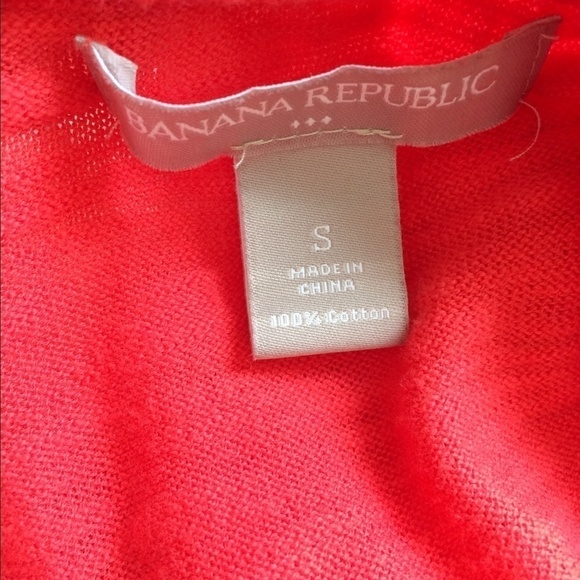 BANANA REPUBLIC
S
MADE IN
CHINA
100% Cotton